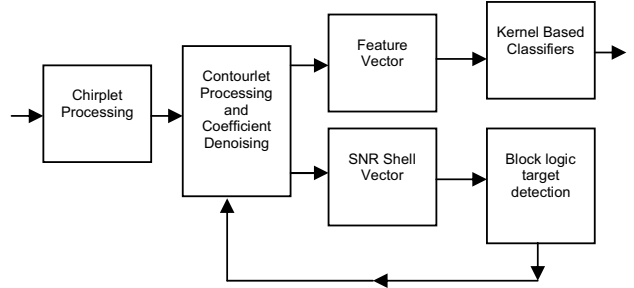 Chirplet
Processing
Contourlet
Processing
and
Coefficient
Denoising
Feature
Vector
Kernel Based
Classifiers
SNR Shell
Vector
Block logic
target
detection